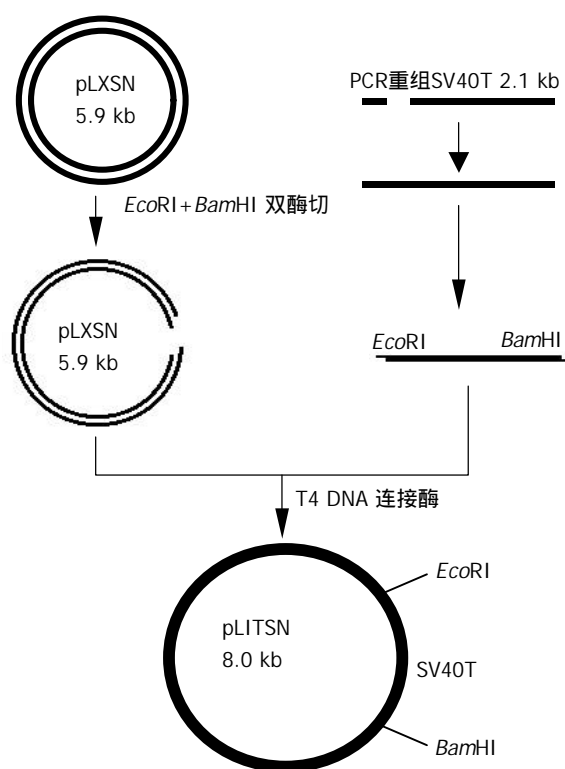 pLXSN
5.9 kb
PCR重组SV40T 2.1 kb
EcoRI+BamHI 双酶切
pLXSN
5.9 kb
EcoRI
BamHI
T4 DNA 连接酶
EcoRI
pLITSN
8.0 kb
SV40T
BamHI